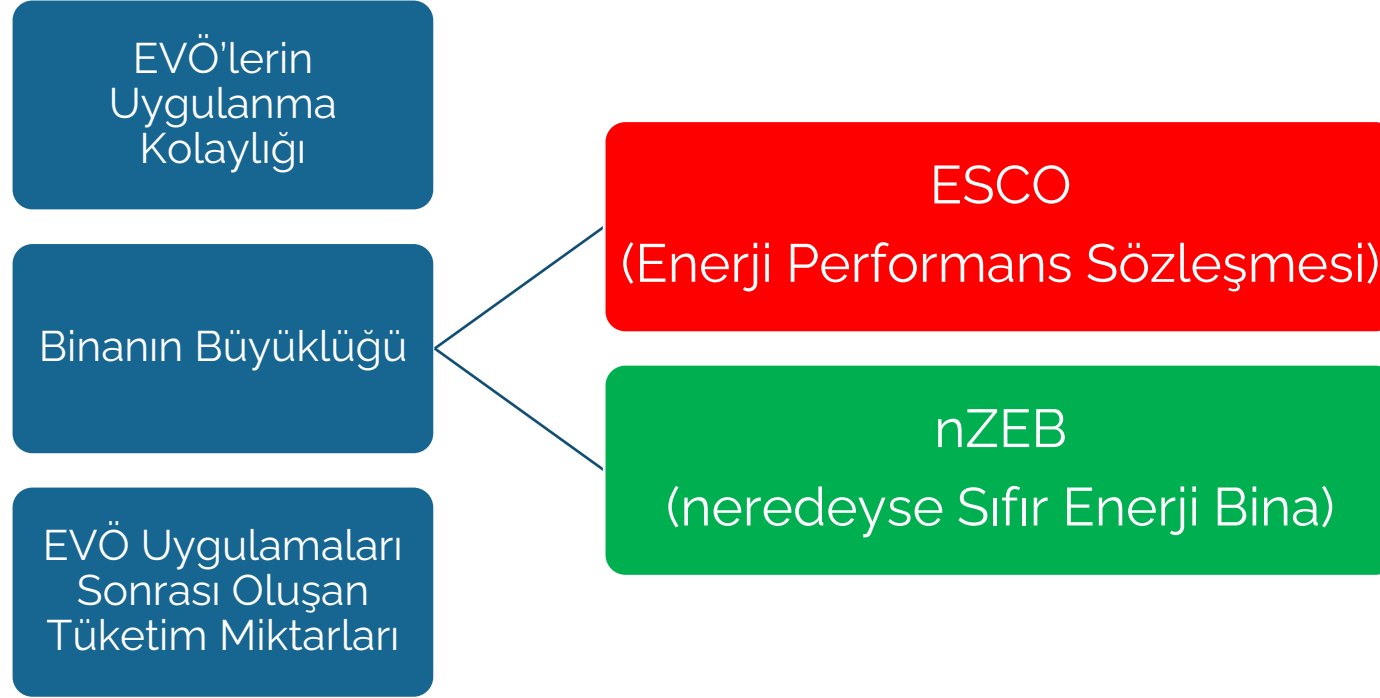 EVÖ’lerin
Uygulanma
Kolaylığı
Binanın Büyüklüğü
EVÖ Uygulamaları
Sonrası Oluşan
Tüketim Miktarları
ESCO
(Enerji Performans Sözleşmesi)
nZEB
(neredeyse Sıfır Enerji Bina)